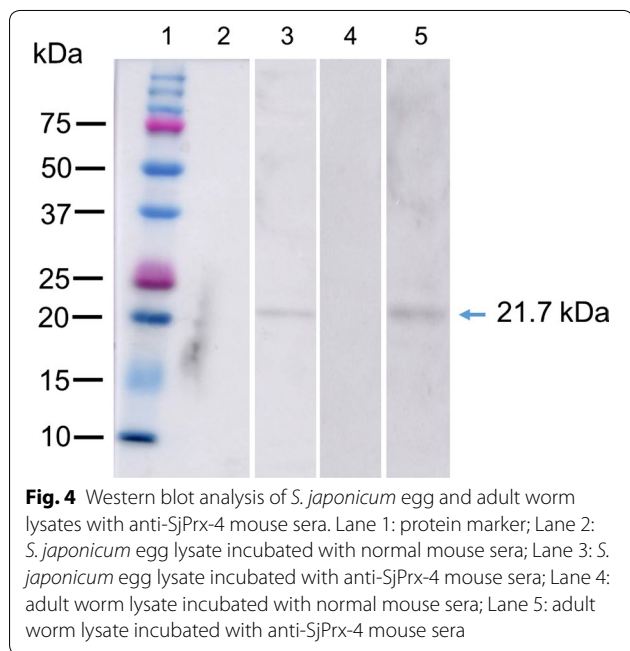 1 2 3 4 5
kDa
75
50
37
25
20
21.7 kDa
15
10
Fig. 4 Western blot analysis of S. japonicum egg and adult worm
lysates with anti-SjPrx-4 mouse sera. Lane 1: protein marker; Lane 2:
S. japonicum egg lysate incubated with normal mouse sera; Lane 3: S.
japonicum egg lysate incubated with anti-SjPrx-4 mouse sera; Lane 4:
adult worm lysate incubated with normal mouse sera; Lane 5: adult
worm lysate incubated with anti-SjPrx-4 mouse sera